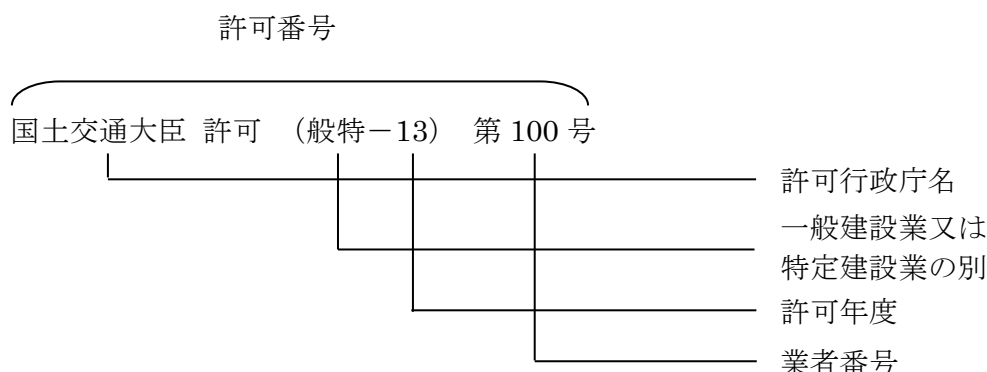 許可番号
国土交通大臣 許可 （般特－13） 第 100 号
許可行政庁名
一般建設業又は
特定建設業の別
許可年度
業者番号